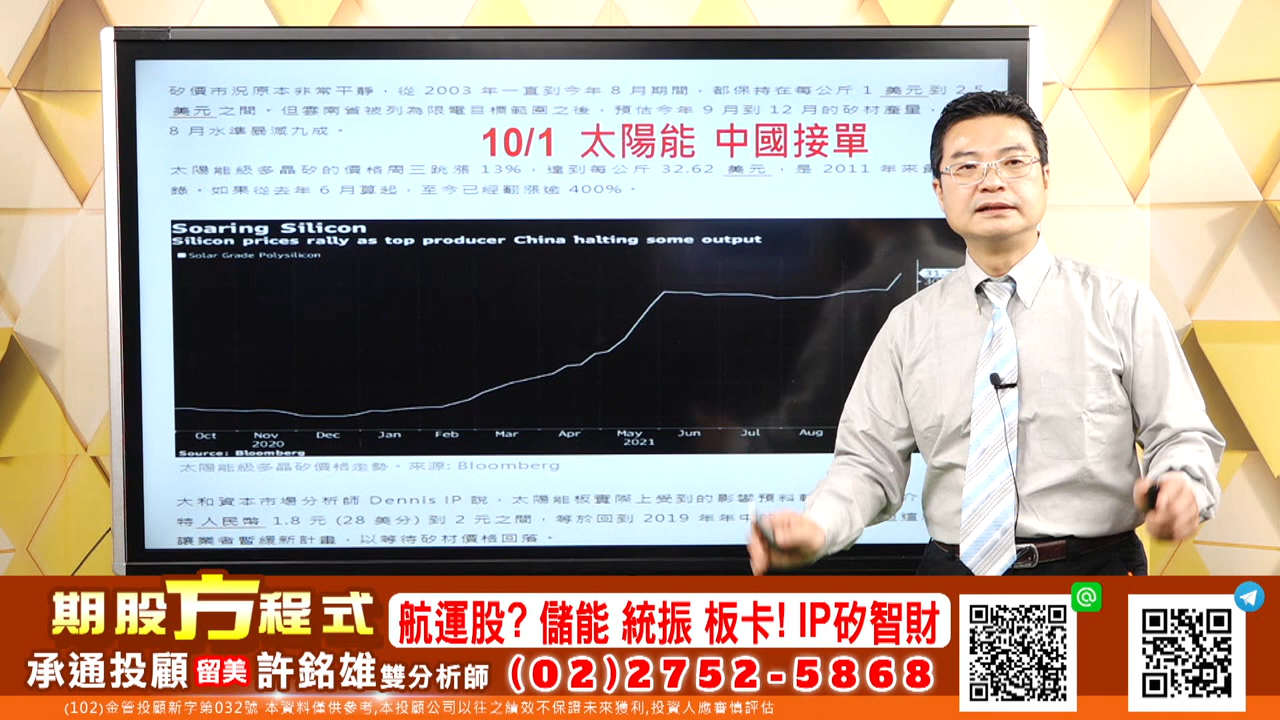 矽價市況原本非常平靜，從 2003 年一直到今年 8 月期間，都保持在每公斤 1 美元到 2.5
美元之間。但雲南省被列為限電目標範圍之後，預估今年 9 月到 12 月的矽材產量，
8 月水準暴減九成。
10/1 太陽能 中國接單
太陽能級多晶矽的價格周三跳漲 13%，達到每公斤 32.62 美元，是 2011 年來
錄。如果從去年 6 月算起，至今已經翻漲逾 400%。
Soaring Silicon
Silicon prices rally as top producer China halting some output
Solar Grade Polysilicon
Oct Nov Dec Jan Feb Mar Apr May Jun Jul Aug
2020 2021
Source: Bloomberg
太陽能級多晶矽價格走勢。來源: Bloomberg
大和資本市場分析師 Dennis IP 說，太陽能板實際上受到的影響預料
特人民幣 1.8 元 (28 美分) 到 2 元之間，等於回到 2019 年年中
讓業者暫緩新計畫，以等待矽材價格回落。
期股方程式
航運股? 儲能 統振 板卡! IP矽智財
承通投顧 留美 許銘雄 雙分析師 (02)2752-5868
(102)金管投顧新字第032號 本資料僅供參考,本投顧公司以往之績效不保證未來獲利,投資人應審慎評估